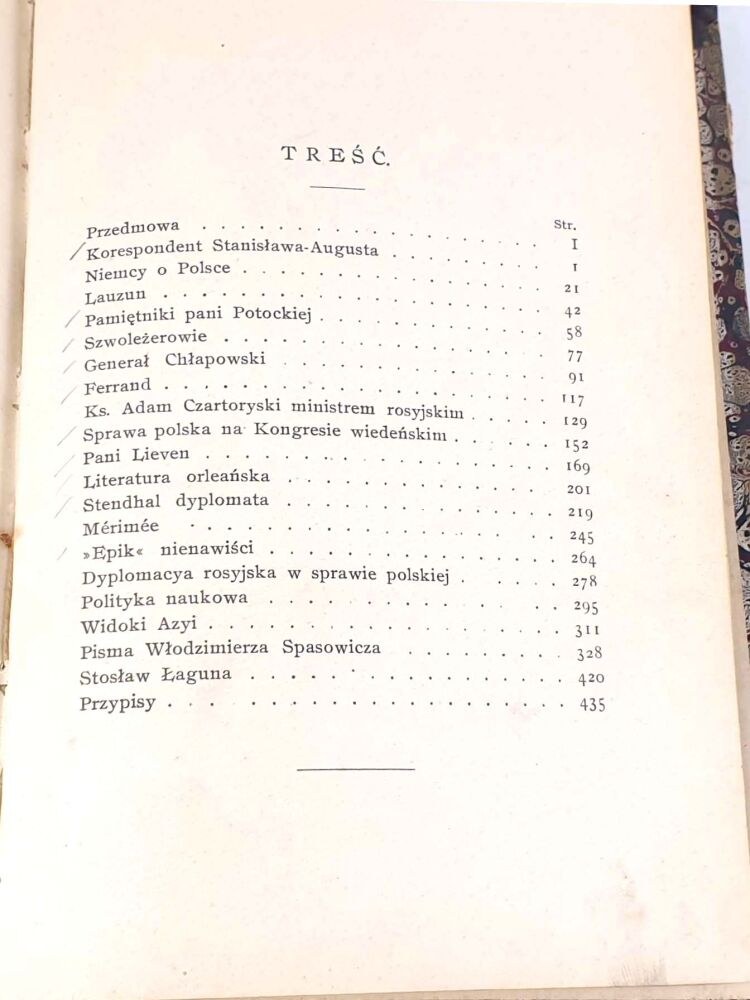 TREŚĆ.
Str.
Przedmowa . . . . . . . . . . . . . . . . I
Korespondent Stanisława-Augusta . . . . . . . 1
Niemcy o Polsce . . . . . . . . . . . . . . 21
Lauzun . . . . . . . . . . . . . . . . . 42
Pamiętniki pani Potockiej . . . . . . . . . . 58
Szwoleżerowie . . . . . . . . . . . . . . . 77
Generał Chłapowski . . . . . . . . . . . . 91
Ferrand . . . . . . . . . . . . . . . . . 117
Ks. Adam Czartoryski ministrem rosyjskim . . . . 129
Sprawa polska na Kongresie wiedeńskim . . . . . 152
Pani Lieven . . . . . . . . . . . . . . . 169
Literatura orleańska . . . . . . . . . . . . 201
Stendhal dyplomata . . . . . . . . . . . . 219
Mérimée . . . . . . . . . . . . . . . . 245
»Epik« nienawiści . . . . . . . . . . . . . 264
Dyplomacya rosyjska w sprawie polskiej . . . . . 278
Polityka naukowa . . . . . . . . . . . . . 295
Widoki Azyi . . . . . . . . . . . . . . . 311
Pisma Włodzimierza Spasowicza . . . . . . . . 328
Stosław Łaguna . . . . . . . . . . . . . . 420
Przypisy . . . . . . . . . . . . . . . . . 435